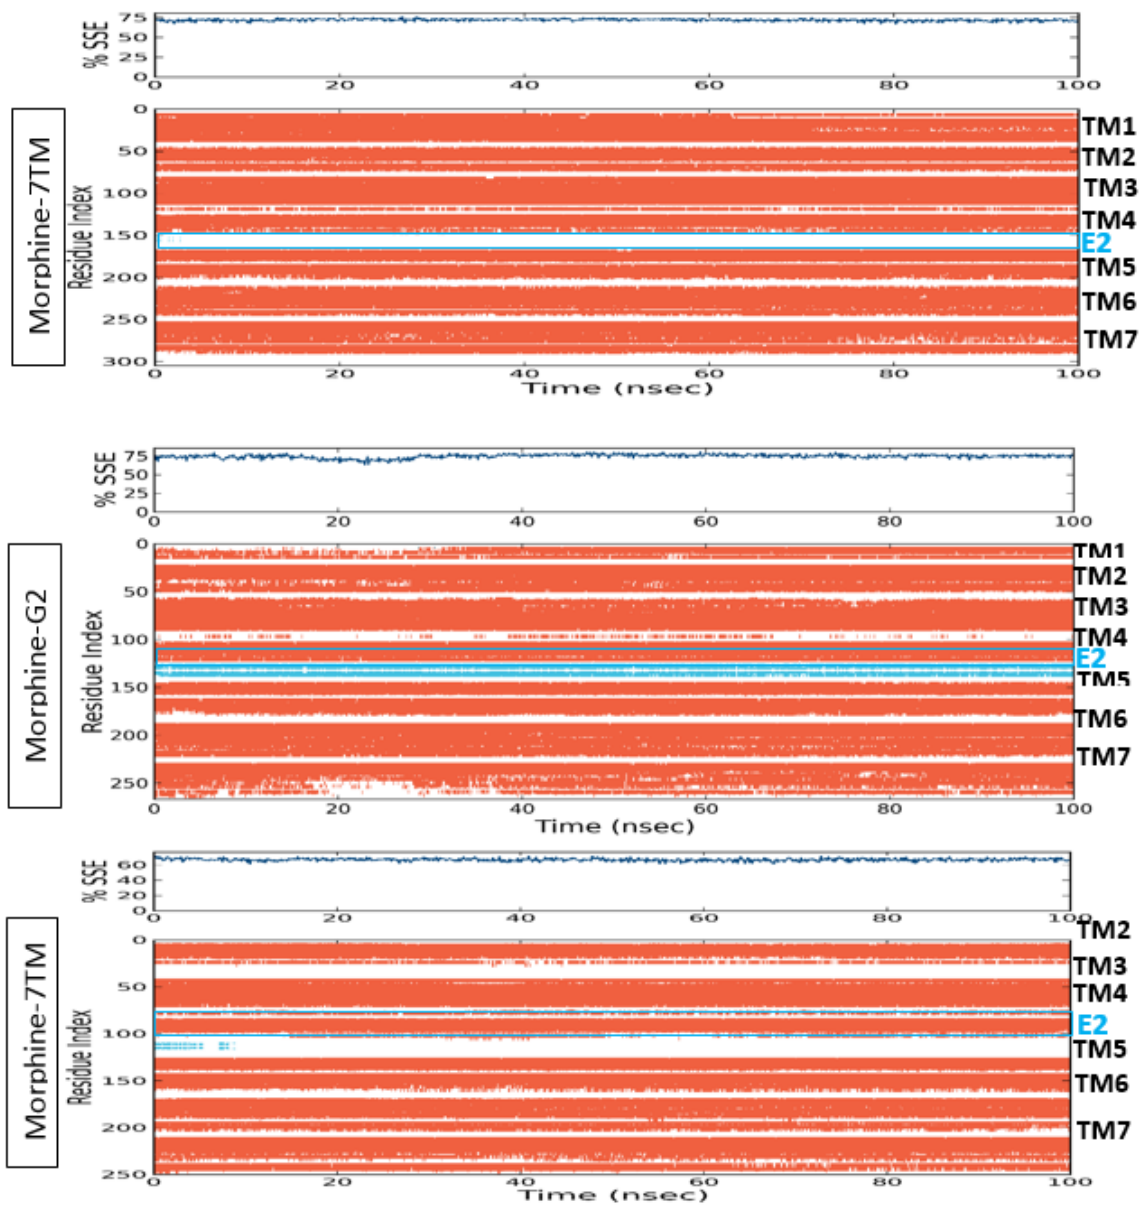 % SSE
75
50
25
0
0 20 40 60 80 100
Morphine-7TM
Residue Index
0
50
100
150
200
250
300
TM1
TM2
TM3
TM4
E2
TM5
TM6
TM7
0 20 40 60 80 100
Time (nsec)
% SSE
75
50
25
0
0 20 40 60 80 100
Morphine-G2
Residue Index
0
50
100
150
200
250
TM1
TM2
TM3
TM4
E2
TM5
TM6
TM7
0 20 40 60 80 100
Time (nsec)
% SSE
60
40
20
0
0 20 40 60 80 100
Morphine-7TM
Residue Index
0
50
100
150
200
250
TM2
TM3
TM4
E2
TM5
TM6
TM7
0 20 40 60 80 100
Time (nsec)